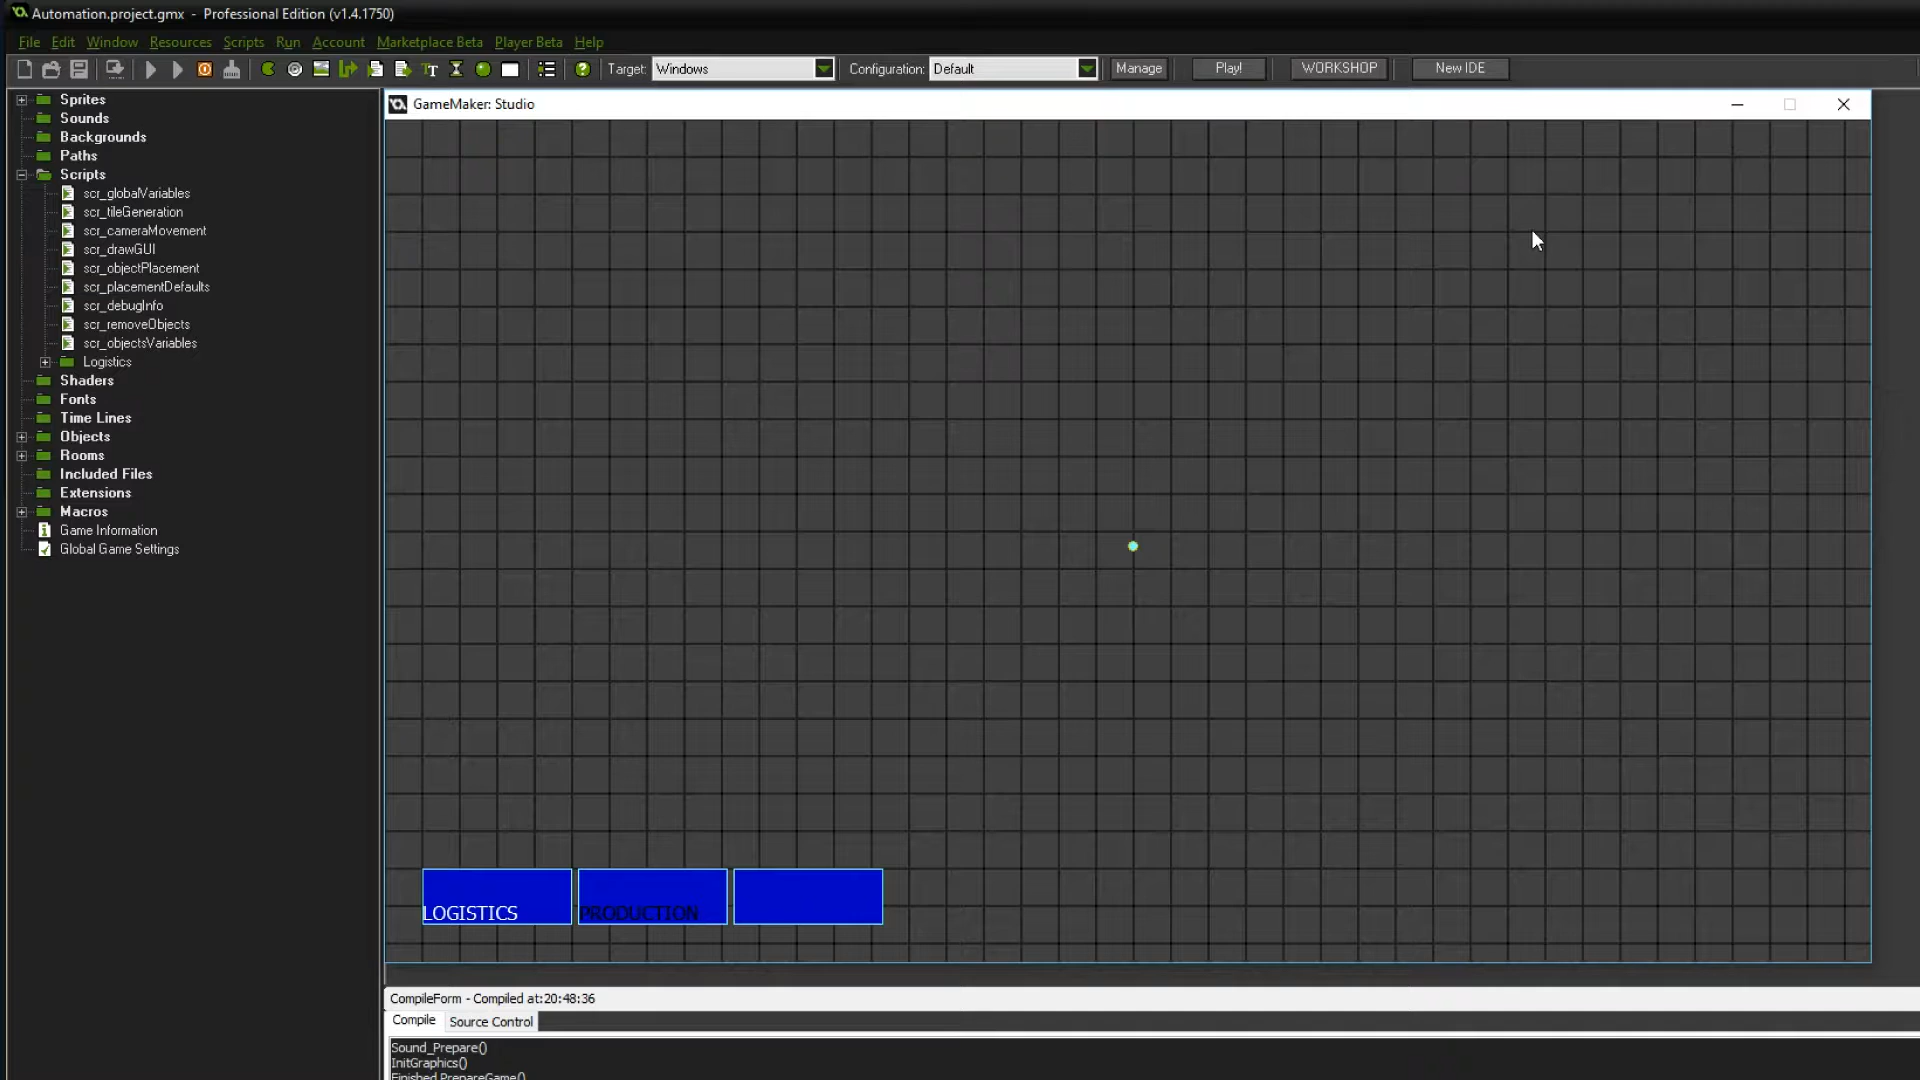 Automation.project.gmx - Professional Edition (v1.4.1750)
File Edit Window Resources Scripts Run Account Marketplace Beta Player Beta Help
Target: Windows Configuration: Default Manage Play! WORKSHOP New IDE
Sprites
Sounds
Backgrounds
Paths
Scripts
scr_globalVariables
scr_tileGeneration
scr_cameraMovement
scr_drawGUI
scr_objectPlacement
scr_placementDefaults
scr_debugInfo
scr_removeObjects
scr_objectsVariables
Logistics
Shaders
Fonts
Time Lines
Objects
Rooms
Included Files
Extensions
Macros
Game Information
Global Game Settings
GameMaker: Studio
LOGISTICS PRODUCTION
CompileForm - Compiled at:20:48:36
Compile Source Control
Sound_Prepare()
InitGraphics()
Finished PrepareGame()